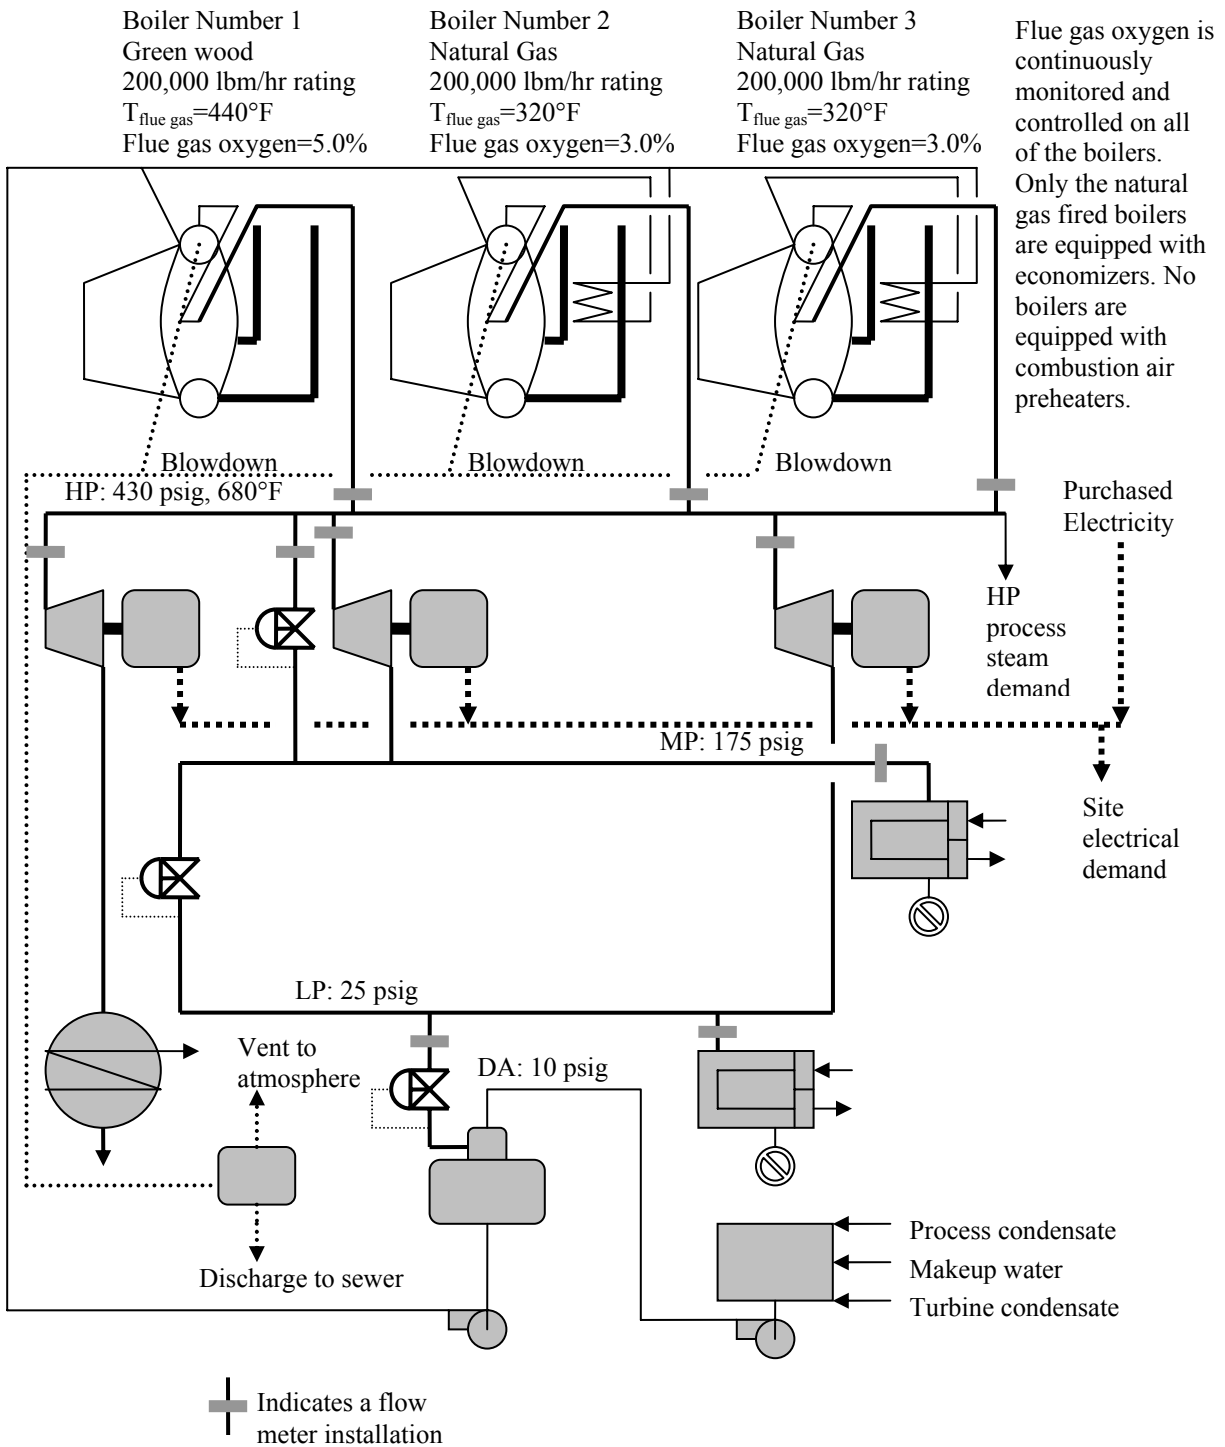 Boiler Number 1
Green wood
200,000 lbm/hr rating
Tflue gas=440°F
Flue gas oxygen=5.0%
Boiler Number 2
Natural Gas
200,000 lbm/hr rating
Tflue gas=320°F
Flue gas oxygen=3.0%
Boiler Number 3
Natural Gas
200,000 lbm/hr rating
Tflue gas=320°F
Flue gas oxygen=3.0%
Flue gas oxygen is
continuously
monitored and
controlled on all
of the boilers.
Only the natural
gas fired boilers
are equipped with
economizers. No
boilers are
equipped with
combustion air
preheaters.
Blowdown
Blowdown
Blowdown
HP: 430 psig, 680°F
Purchased
Electricity
HP
process
steam
demand
MP: 175 psig
Site
electrical
demand
LP: 25 psig
Vent to
atmosphere
DA: 10 psig
Discharge to sewer
Process condensate
Makeup water
Turbine condensate
Indicates a flow
meter installation